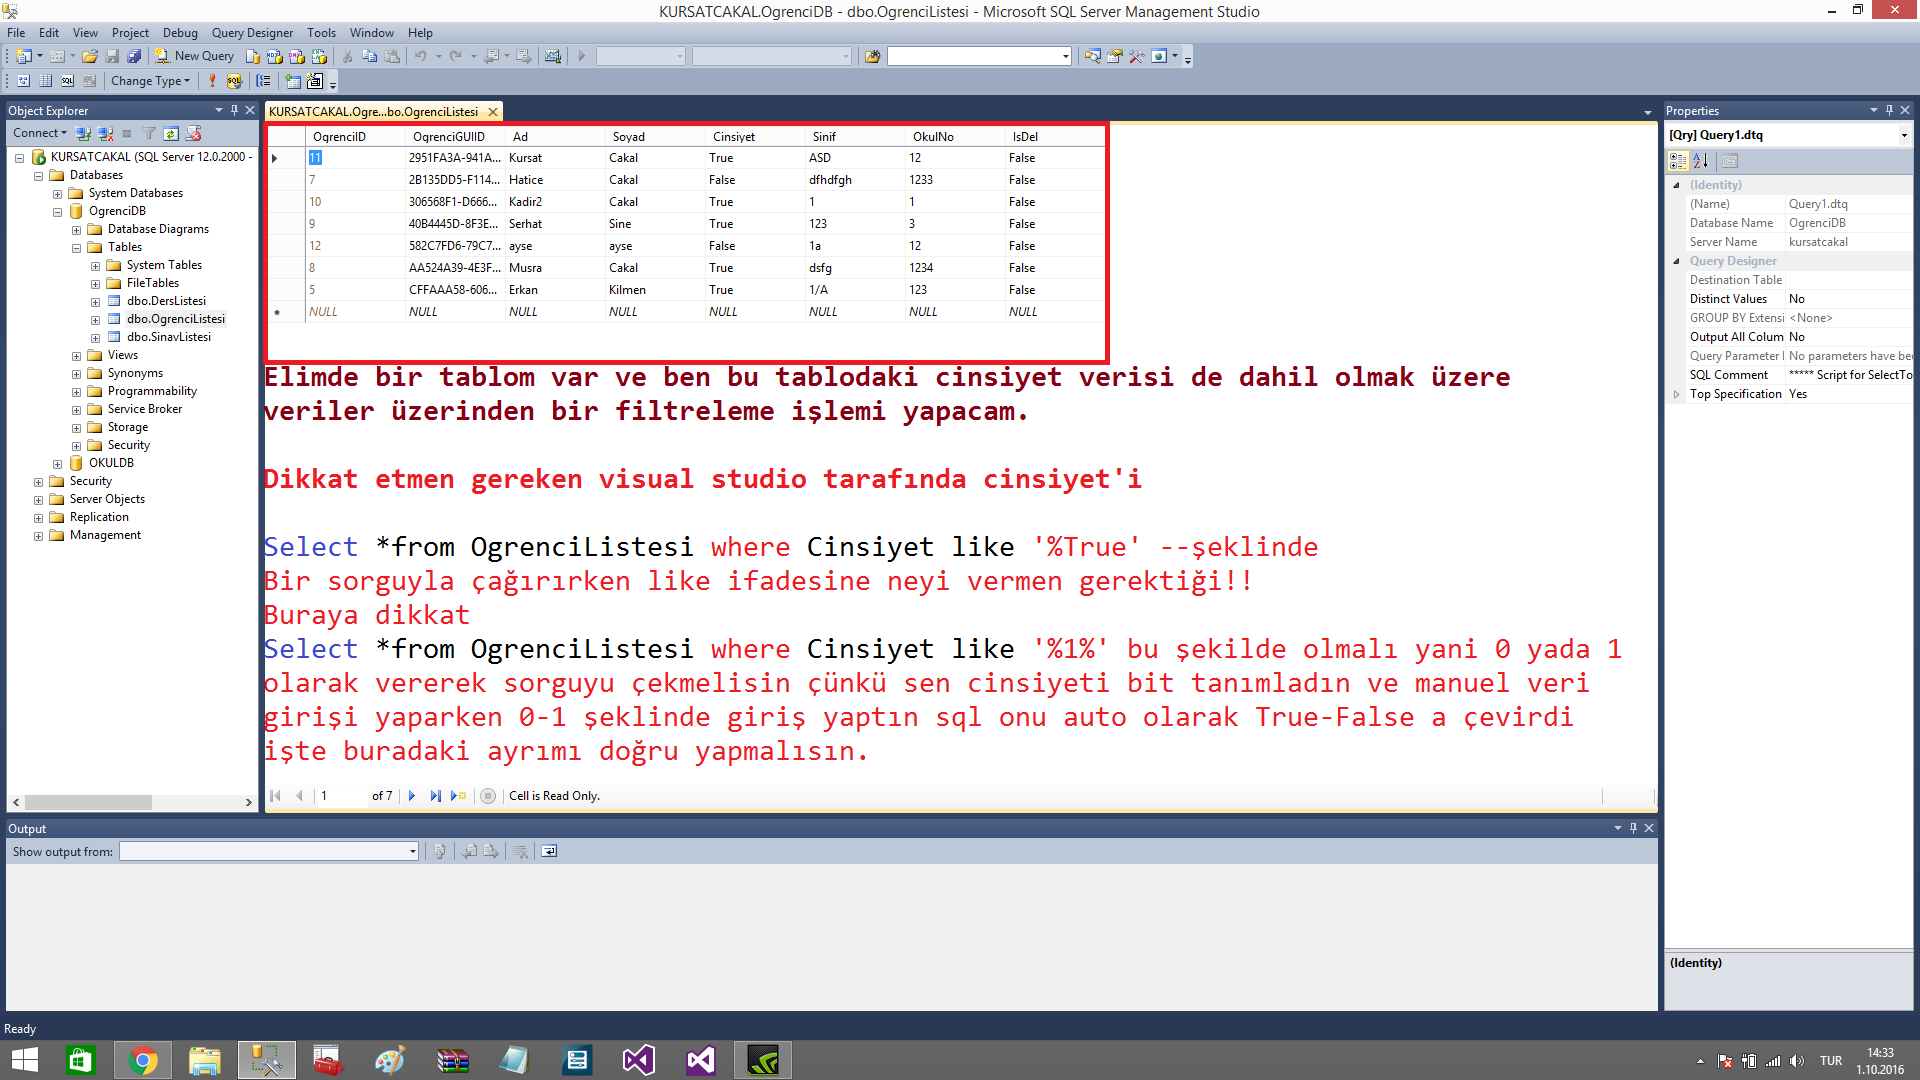 KURSATCAKAL.OgrenciDB - dbo.OgrenciListesi - Microsoft SQL Server Management Studio
File Edit View Project Debug Query Designer Tools Window Help
New Query
Change Type
Object Explorer
Connect
KURSATCAKAL (SQL Server 12.0.2000 -
Databases
System Databases
OgrenciDB
Database Diagrams
Tables
System Tables
FileTables
dbo.DersListesi
dbo.OgrenciListesi
dbo.SinavListesi
Views
Synonyms
Programmability
Service Broker
Storage
Security
OKULDB
Security
Server Objects
Replication
Management
KURSATCAKAL.Ogre...bo.OgrenciListesi
OgrenciID OgrenciGUIID Ad Soyad Cinsiyet Sinif OkulNo IsDel
11 2951FA3A-941A... Kursat Cakal True ASD 12 False
7 2B135DD5-F114... Hatice Cakal False dfhdfgh 1233 False
10 306568F1-D666... Kadir2 Cakal True 1 1 False
9 40B4445D-8F3E... Serhat Sine True 123 3 False
12 582C7FD6-79C7... ayse ayse False 1a 12 False
8 AA524A39-4E3F... Musra Cakal True dsfg 1234 False
5 CFFAAA58-606... Erkan Kilmen True 1/A 123 False
NULL NULL NULL NULL NULL NULL NULL NULL
Elimde bir tablom var ve ben bu tablodaki cinsiyet verisi de dahil olmak üzere
veriler üzerinden bir filtreleme işlemi yapacam.
Dikkat etmen gereken visual studio tarafında cinsiyet'i
Select *from OgrenciListesi where Cinsiyet like '%True' --şeklinde
Bir sorguyla çağırırken like ifadesine neyi vermen gerektiği!!
Buraya dikkat
Select *from OgrenciListesi where Cinsiyet like '%1%' bu şekilde olmalı yani 0 yada 1
olarak vererek sorguyu çekmelisin çünkü sen cinsiyeti bit tanımladın ve manuel veri
girişi yaparken 0-1 şeklinde giriş yaptın sql onu auto olarak True-False a çevirdi
işte buradaki ayrımı doğru yapmalısın.
1 of 7 Cell is Read Only.
Properties
[Qry] Query1.dtq
(Identity)
(Name) Query1.dtq
Database Name OgrenciDB
Server Name kursatcakal
Query Designer
Destination Table
Distinct Values No
GROUP BY Extensi <None>
Output All Colum No
Query Parameter No parameters have bee
SQL Comment ***** Script for SelectTo
Top Specification Yes
(Identity)
Output
Show output from:
Ready
TUR
14:33
1.10.2016